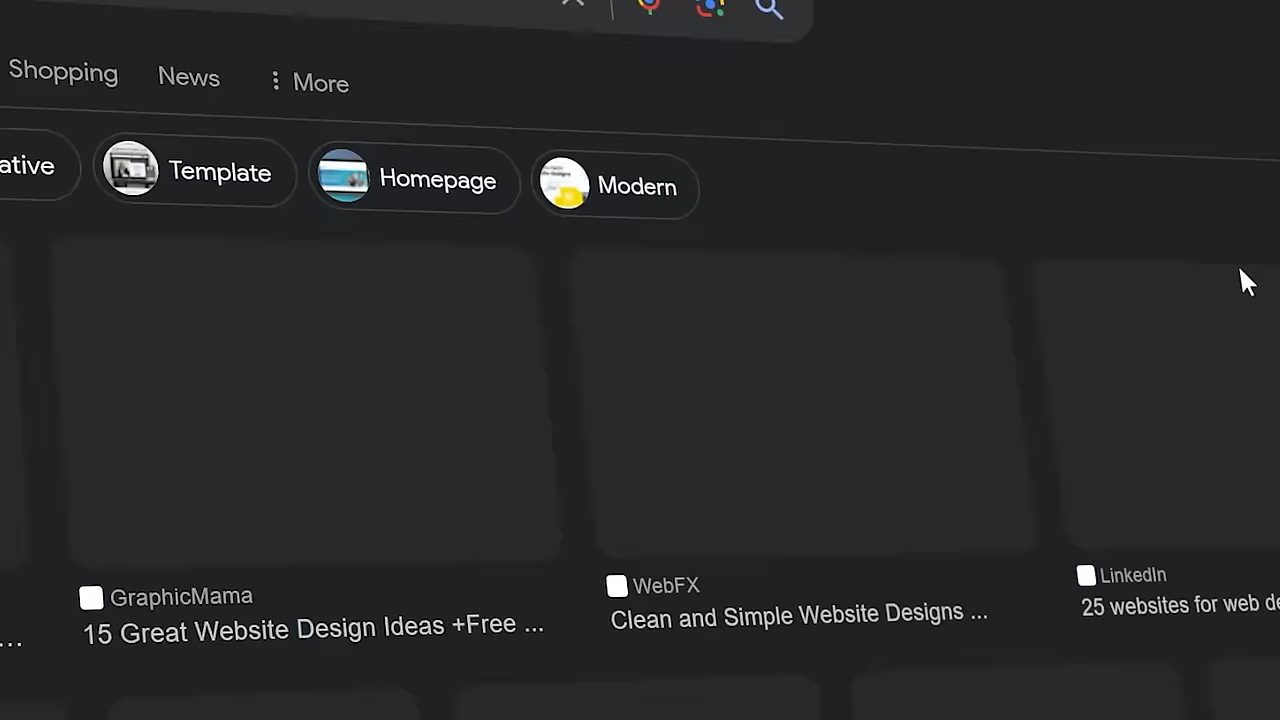 Shopping News More
ative Template Homepage Modern
GraphicMama
15 Great Website Design Ideas +Free ...
WebFX
Clean and Simple Website Designs ...
LinkedIn
25 websites for web de
...